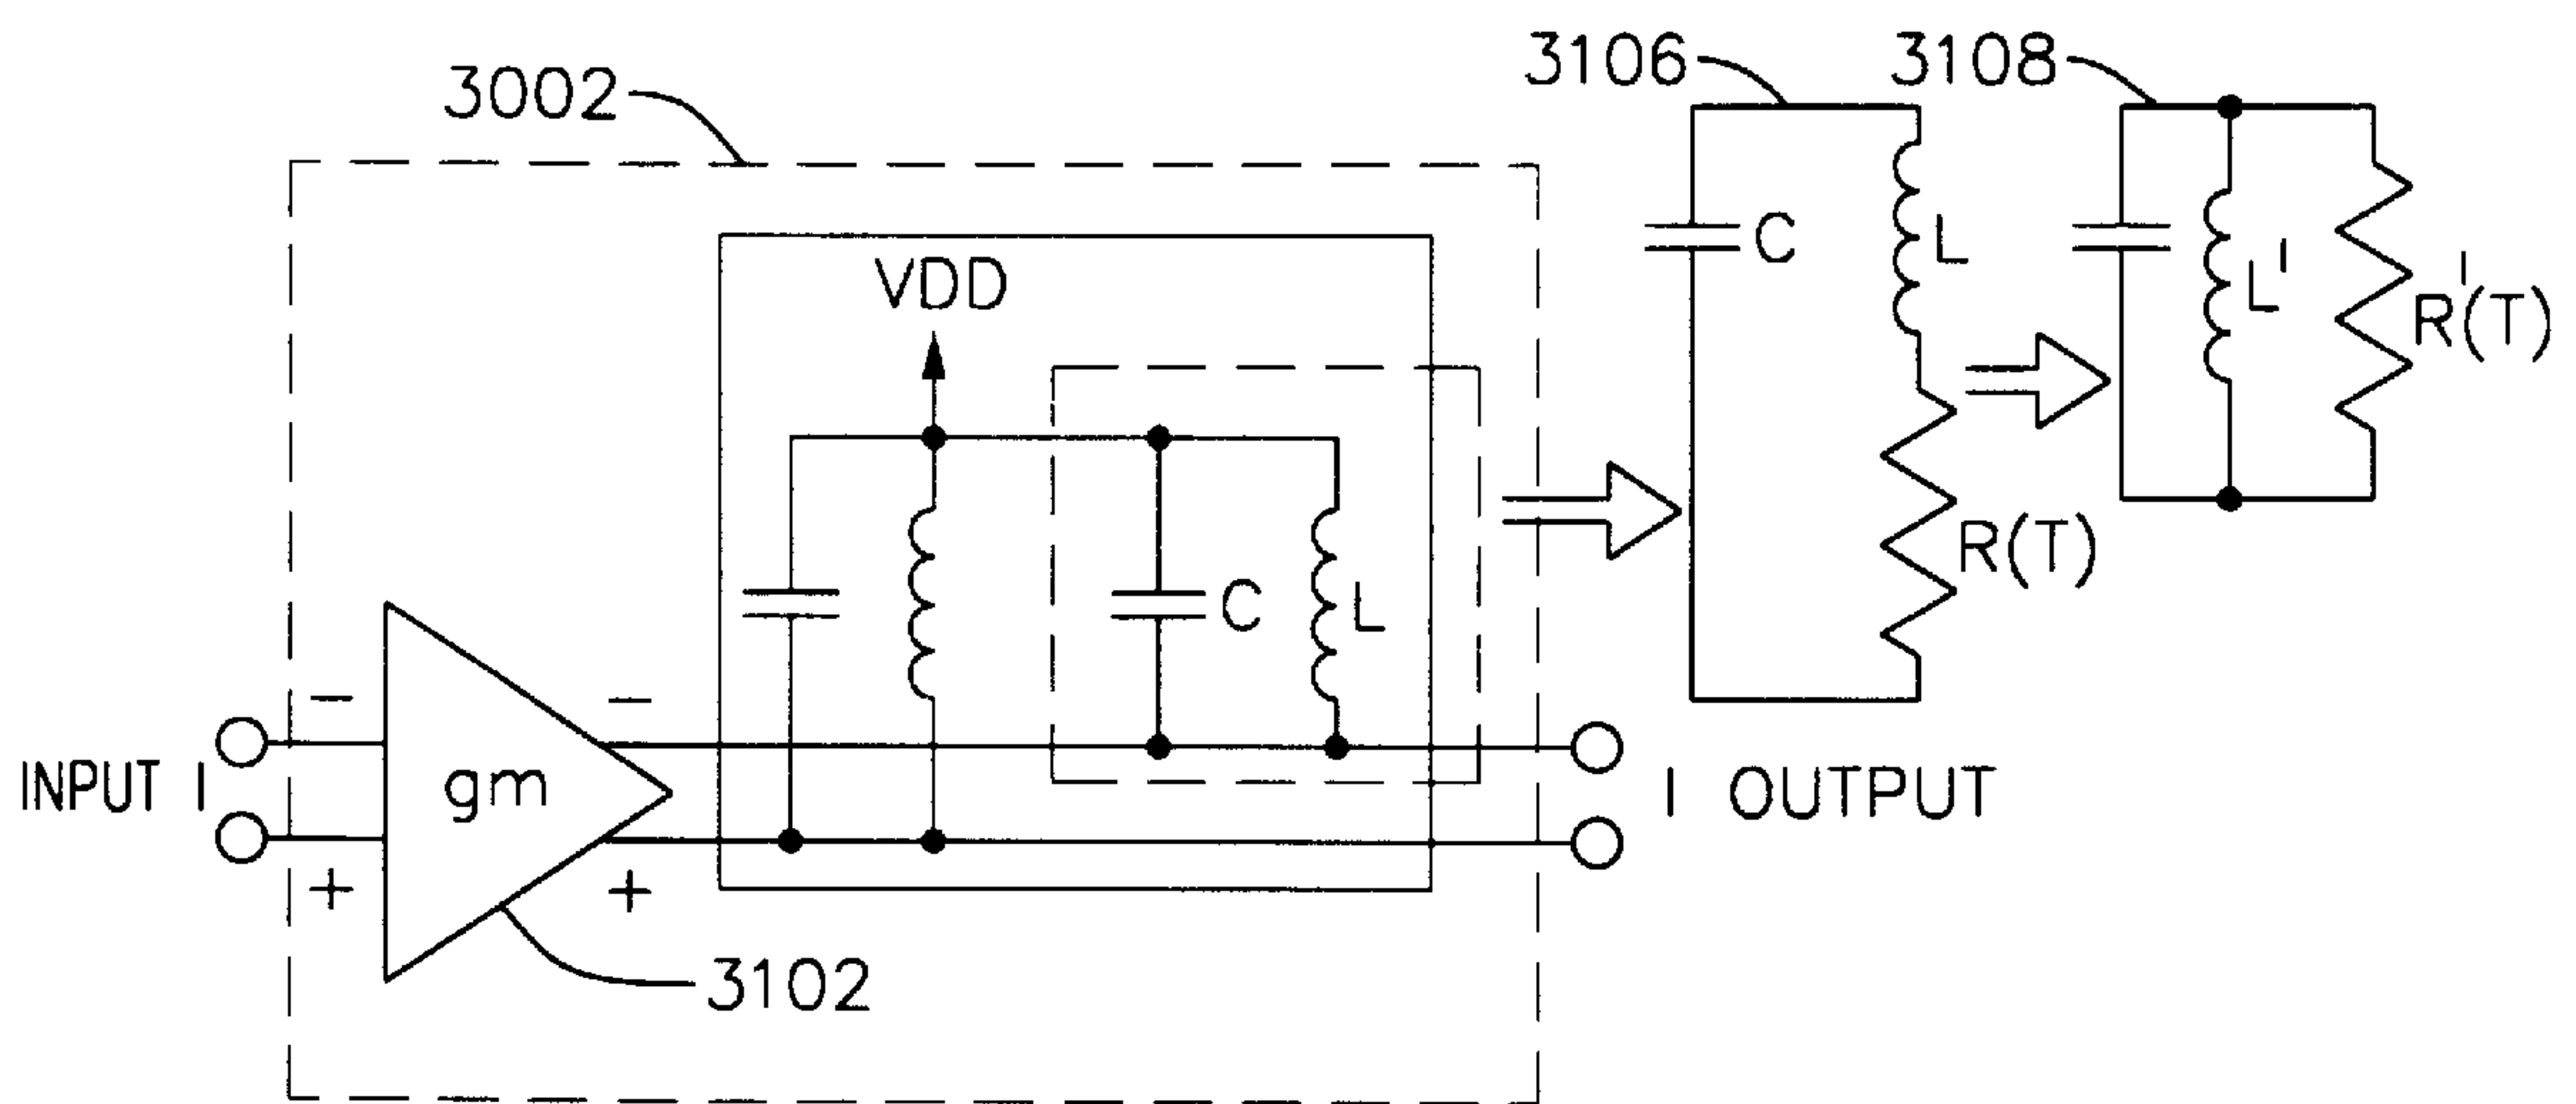 3002
3106
3108
VDD
C
L
L'
R'(T)
R(T)
C
L
−
−
INPUT I
gm
I OUTPUT
+
+
3102